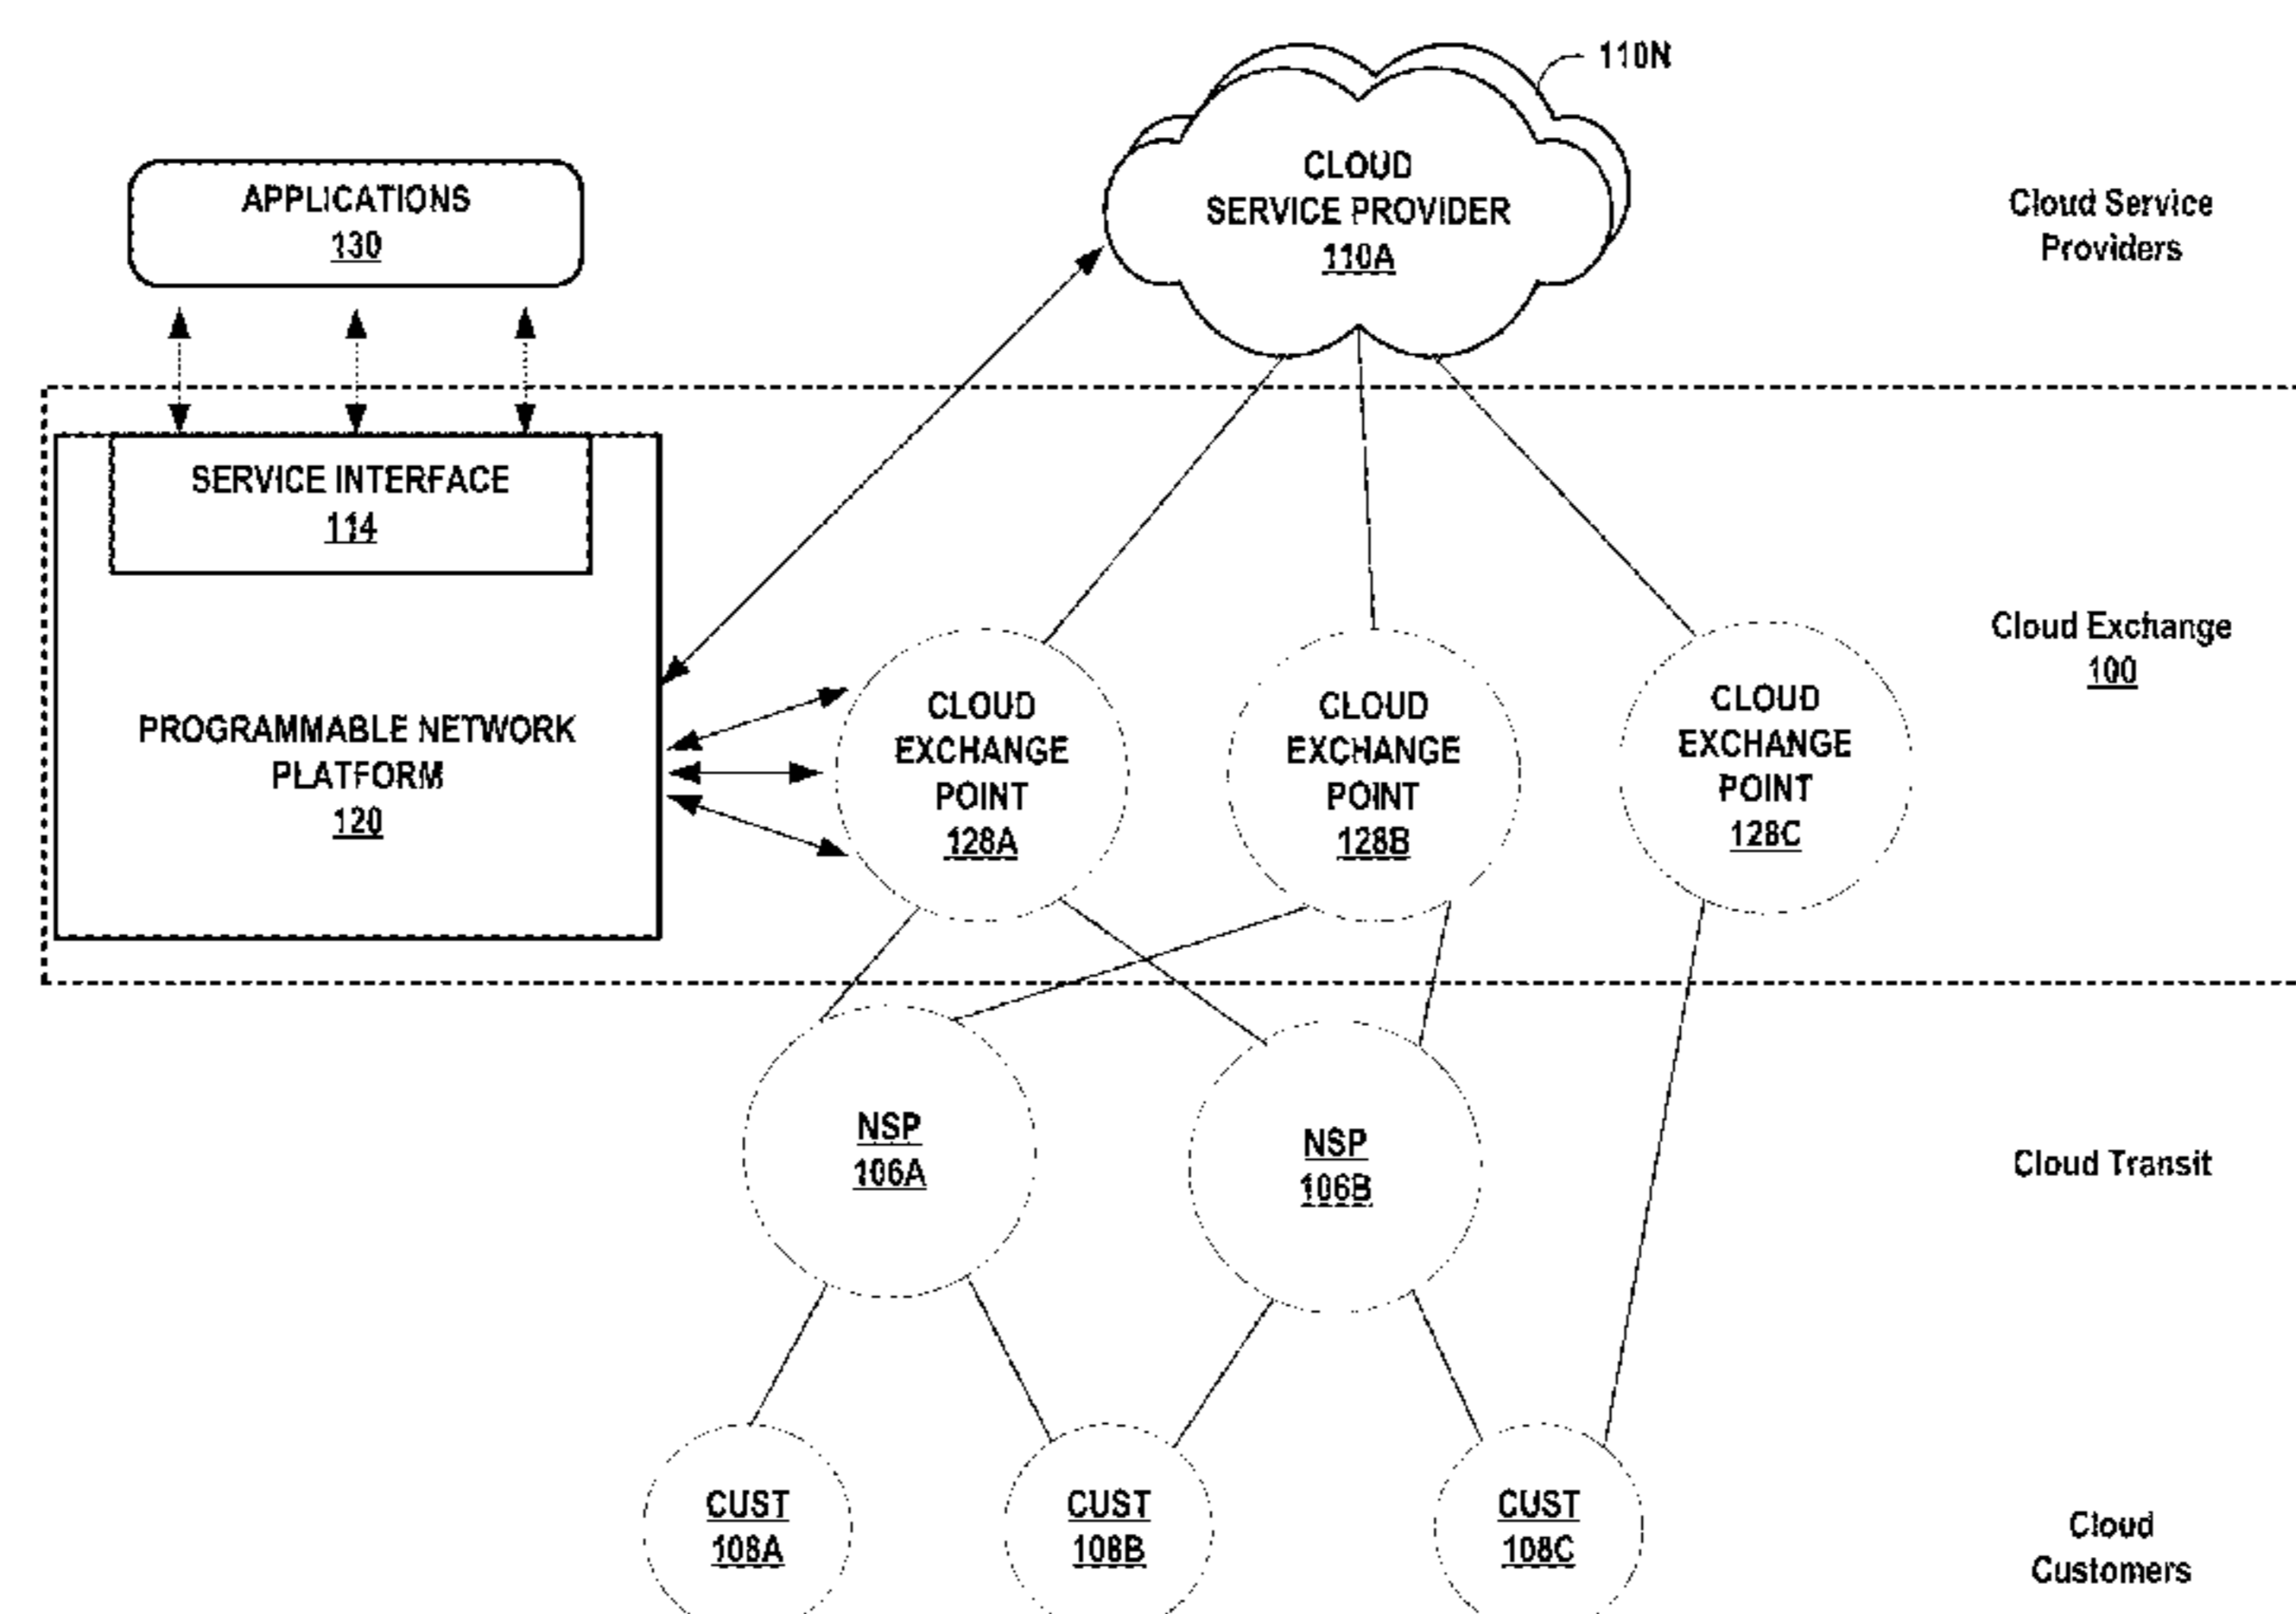 110N
CLOUD
SERVICE PROVIDER
110A
Cloud Service
Providers
APPLICATIONS
130
SERVICE INTERFACE
114
PROGRAMMABLE NETWORK
PLATFORM
120
CLOUD
EXCHANGE
POINT
128A
CLOUD
EXCHANGE
POINT
128B
CLOUD
EXCHANGE
POINT
128C
Cloud Exchange
100
NSP
106A
NSP
106B
Cloud Transit
CUST
108A
CUST
108B
CUST
108C
Cloud
Customers